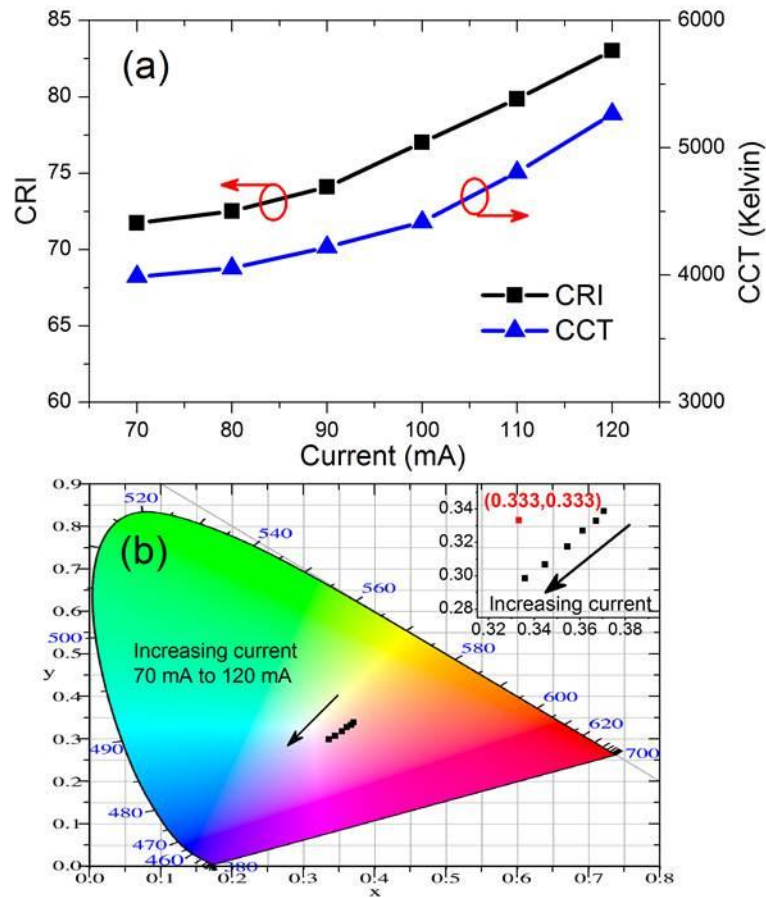 (a)
85
80
75
70
65
60
CRI
6000
5000
4000
3000
CCT (Kelvin)
CRI
CCT
70 80 90 100 110 120
Current (mA)
(b)
0.9
0.8
0.7
0.6
0.5
y
0.4
0.3
0.2
0.1
0.0
0.0 0.1 0.2 0.3 0.4 0.5 0.6 0.7 0.8
x
520
540
560
580
600
620
700
500
490
480
470
460
380
Increasing current
70 mA to 120 mA
(0.333,0.333)
0.34
0.32
0.30
0.28
Increasing current
0.32 0.34 0.36 0.38